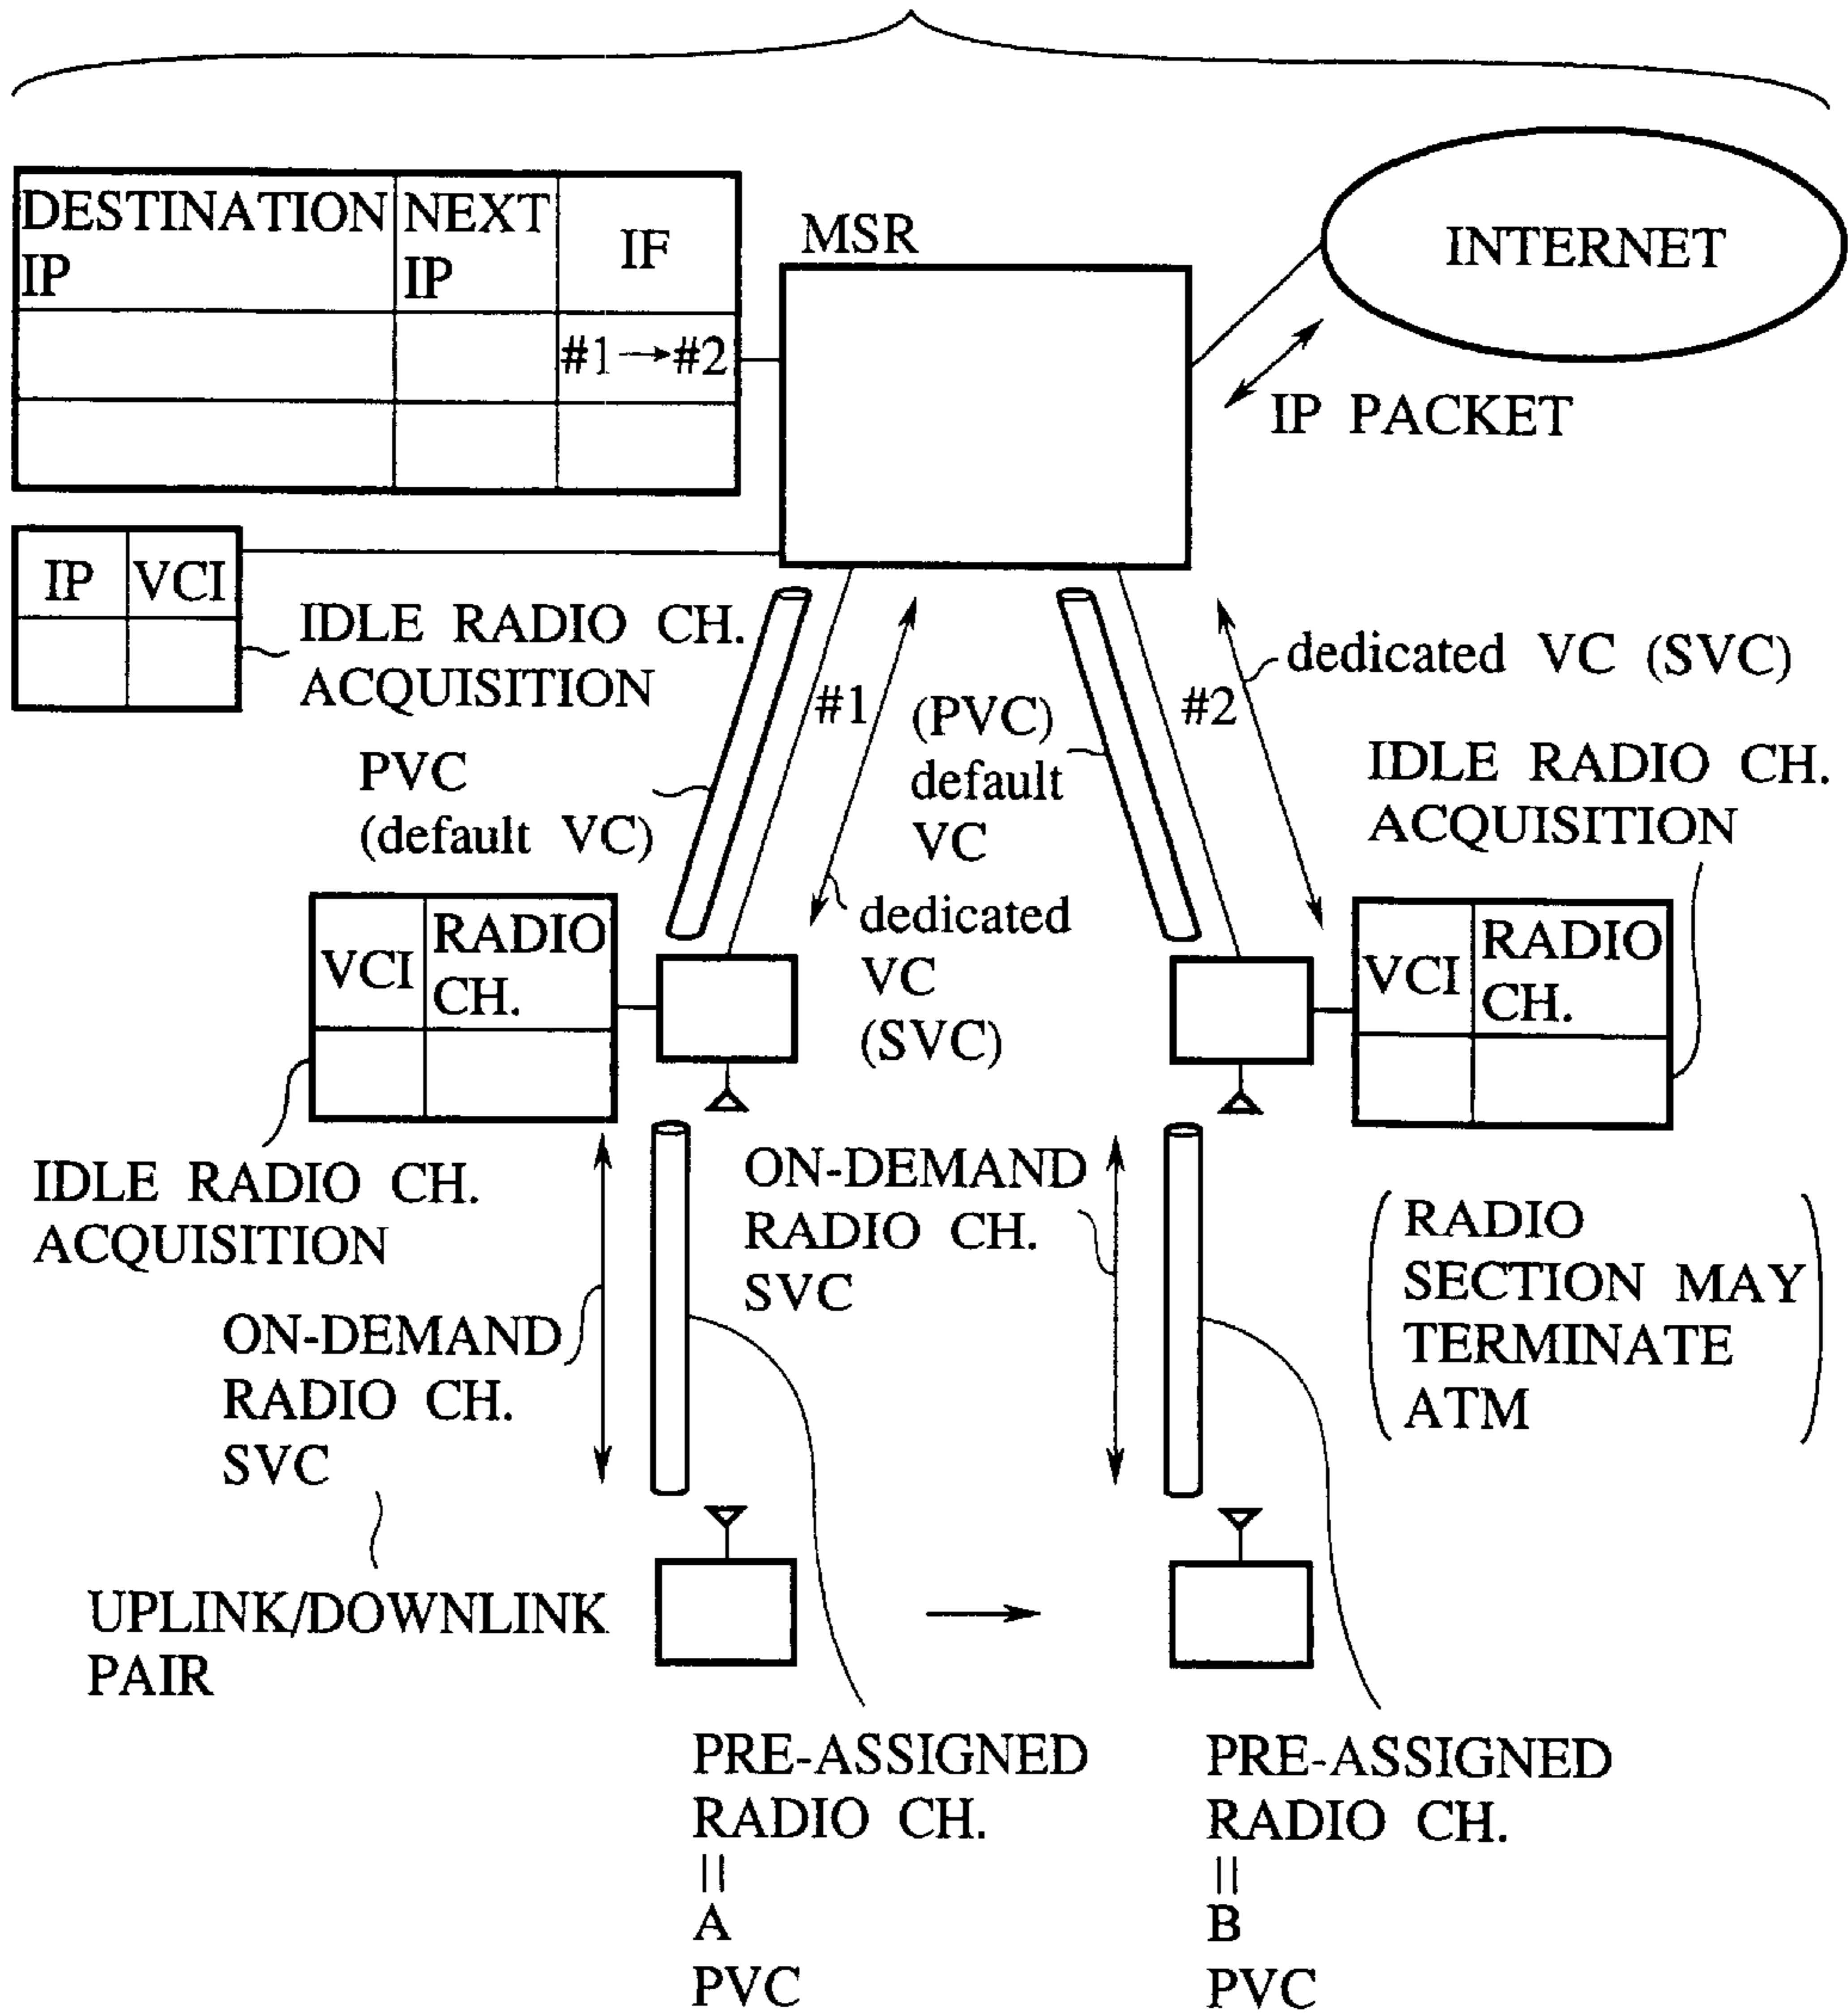 DESTINATION IP
NEXT IP
IF
#1→#2
MSR
INTERNET
IP PACKET
IP
VCI
IDLE RADIO CH.
ACQUISITION
PVC
(default VC)
#1
(PVC)
default
VC
#2
dedicated VC (SVC)
IDLE RADIO CH.
ACQUISITION
dedicated
VC
(SVC)
VCI
RADIO
CH.
VCI
RADIO
CH.
IDLE RADIO CH.
ACQUISITION
ON-DEMAND
RADIO CH.
SVC
ON-DEMAND
RADIO CH.
SVC
RADIO
SECTION MAY
TERMINATE
ATM
UPLINK/DOWNLINK
PAIR
PRE-ASSIGNED
RADIO CH.
||
A
PVC
PRE-ASSIGNED
RADIO CH.
||
B
PVC